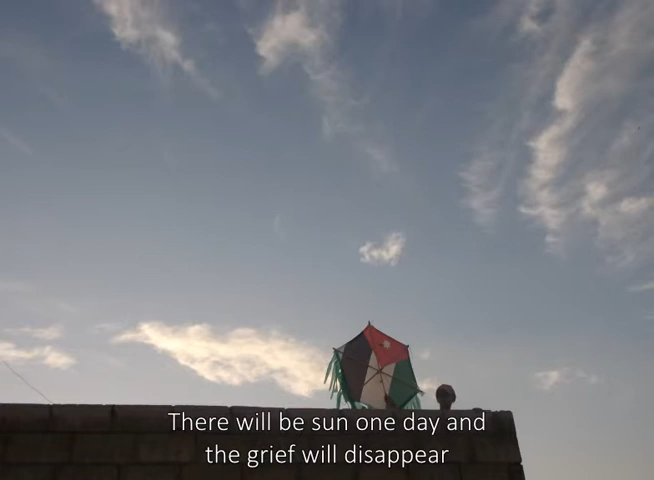 There will be sun one day and
the grief will disappear